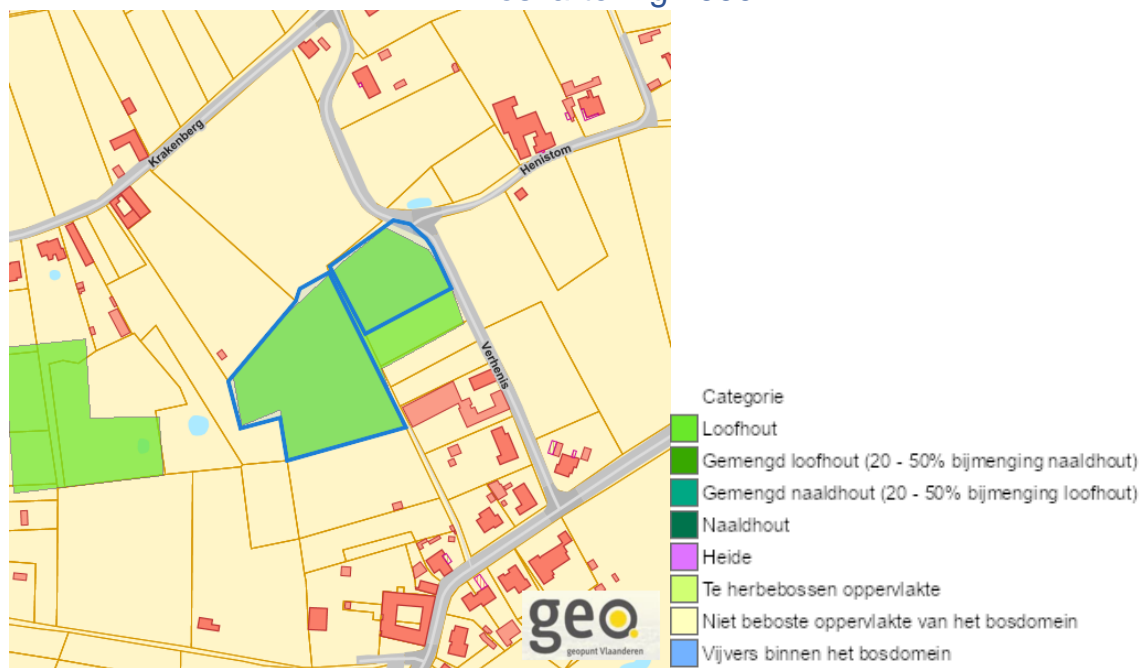 Krakenberg
Henistom
Verhenis
geo.
geopunt Vlaanderen
Categorie
Loofhout
Gemengd loofhout (20 - 50% bijmenging naaldhout)
Gemengd naaldhout (20 - 50% bijmenging loofhout)
Naaldhout
Heide
Te herbebossen oppervlakte
Niet beboste oppervlakte van het bosdomein
Vijvers binnen het bosdomein